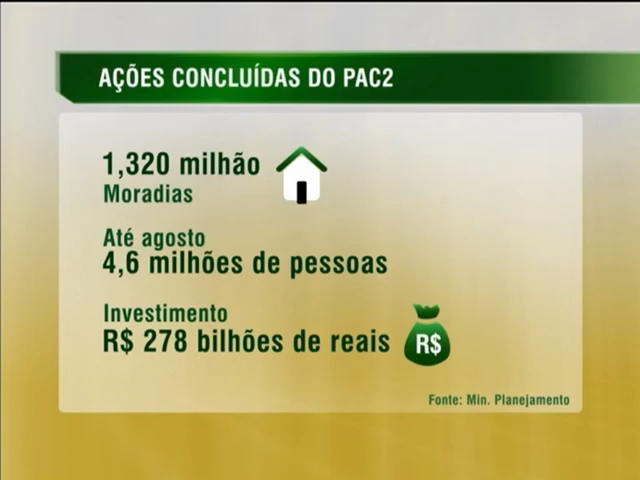 AÇÕES CONCLUÍDAS DO PAC2
1,320 milhão
Moradias
Até agosto
4,6 milhões de pessoas
Investimento
R$ 278 bilhões de reais
R$
Fonte: Min. Planejamento